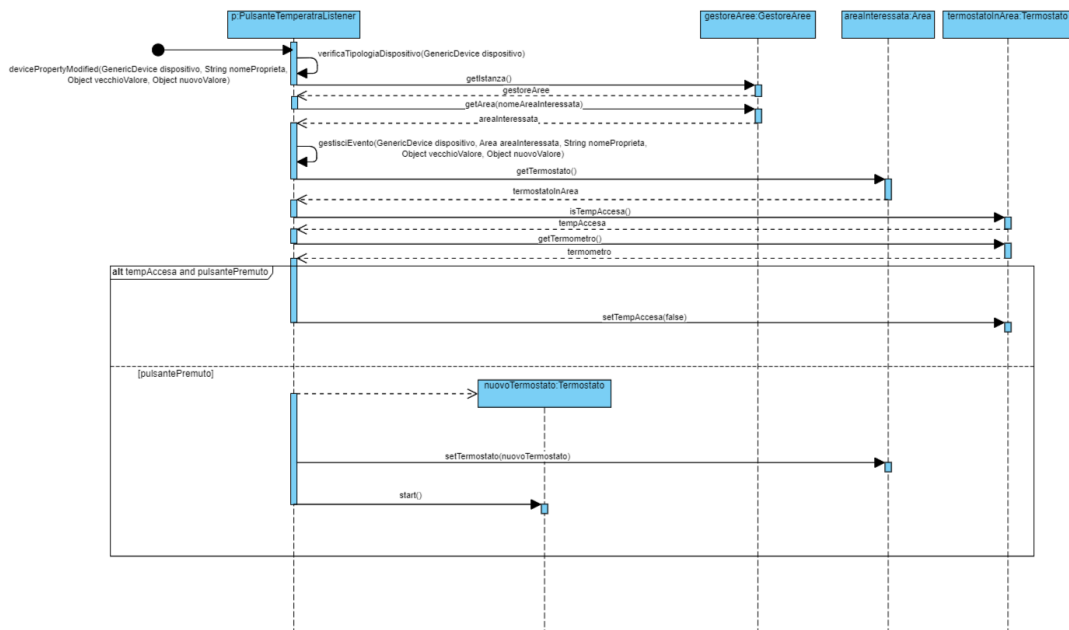 p:PulsanteTemperatraListener
gestoreAree:GestoreAree
areaInteressata:Area
termostatoInArea:Termostato
verificaTipologiaDispositivo(GenericDevice dispositivo)
devicePropertyModified(GenericDevice dispositivo, String nomeProprieta,
Object vecchioValore, Object nuovoValore)
getIstanza()
gestoreAree
getArea(nomeAreaInteressata)
areaInteressata
gestisciEvento(GenericDevice dispositivo, Area areaInteressata, String nomeProprieta,
Object vecchioValore, Object nuovoValore)
getTermostato()
termostatoInArea
isTempAccesa()
tempAccesa
getTermometro()
termometro
alt tempAccesa and pulsantePremuto
setTempAccesa(false)
[pulsantePremuto]
nuovoTermostato:Termostato
setTermostato(nuovoTermostato)
start()